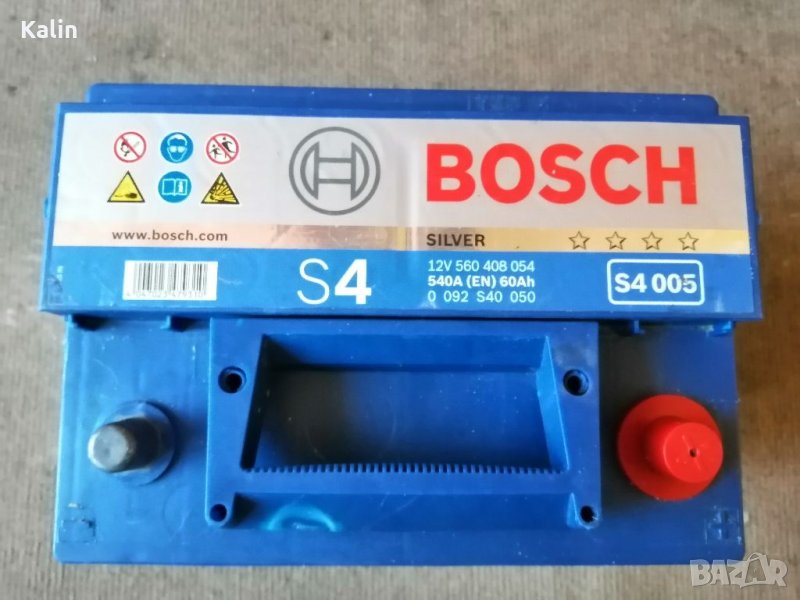 Kalin
BOSCH
www.bosch.com
SILVER
S4
12V 560 408 054
540A (EN) 60Ah
0 092 S40 050
S4 005
BAZAR